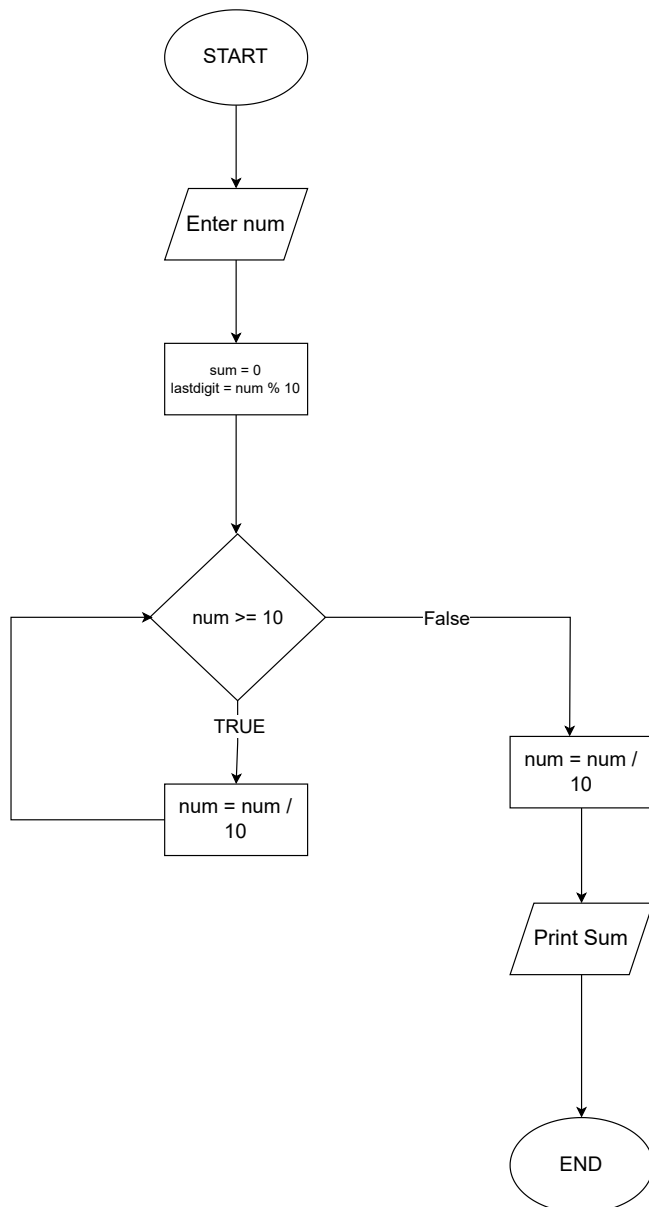 START
Enter num
sum = 0
lastdigit = num % 10
num >= 10
False
TRUE
num = num /
10
num = num /
10
Print Sum
END